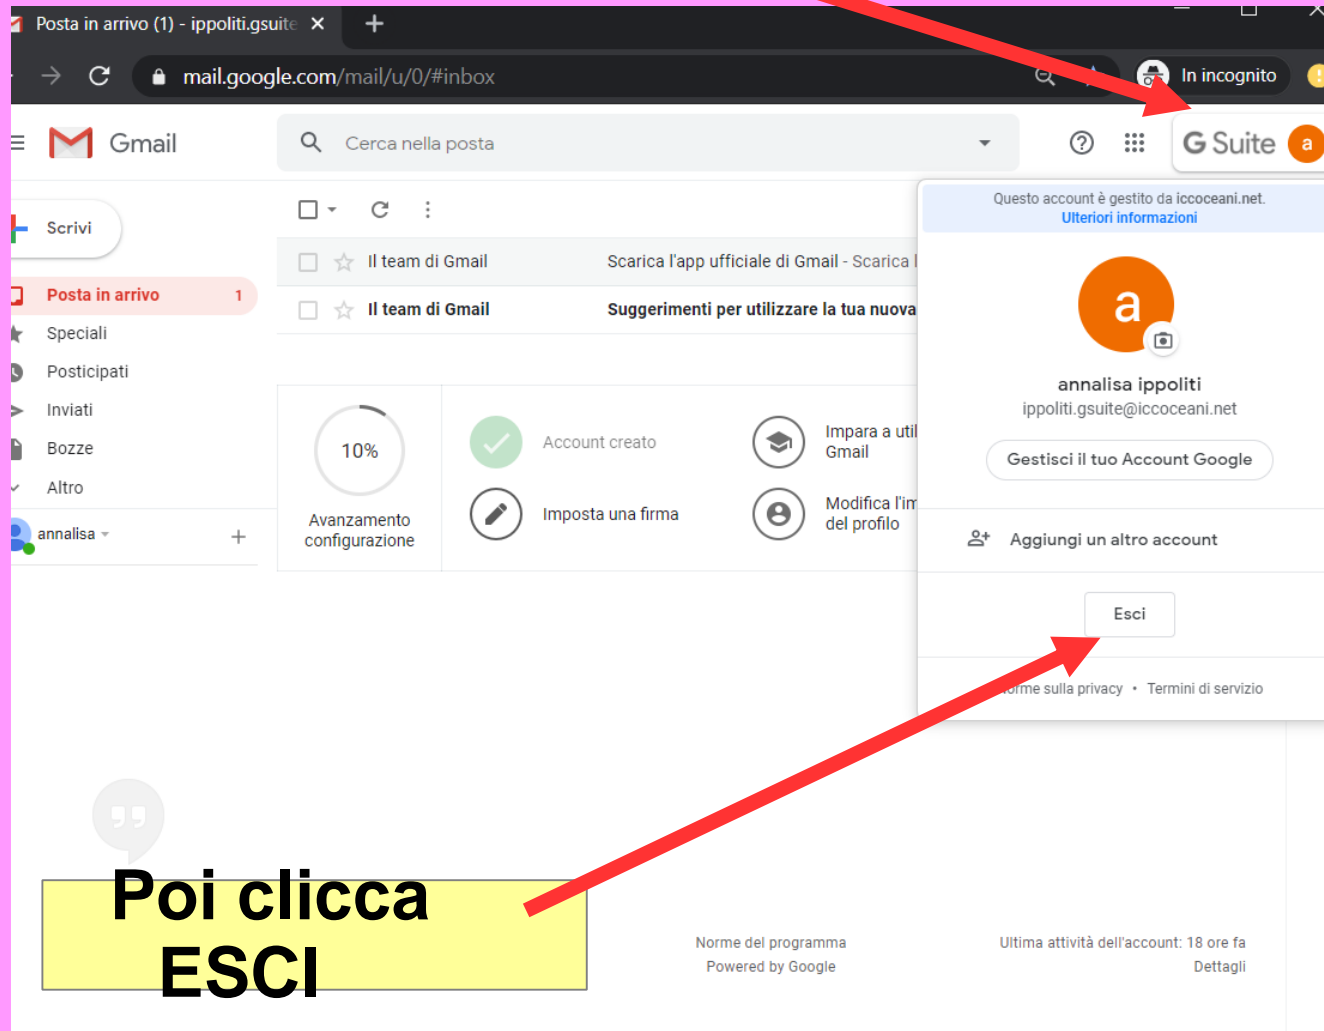 Posta in arrivo (1) - ippoliti.gsuite
mail.google.com/mail/u/0/#inbox
In incognito
Gmail
Cerca nella posta
G Suite a
Questo account è gestito da iccoceani.net.
Ulteriori informazioni
Scrivi
Il team di Gmail Scarica l'app ufficiale di Gmail - Scarica
Il team di Gmail Suggerimenti per utilizzare la tua nuova
Posta in arrivo 1
Speciali
Posticipati
Inviati
Bozze
Altro
annalisa
10%
Avanzamento
configurazione
Account creato
Imposta una firma
Impara a util
Gmail
Modifica l'im
del profilo
a
annalisa ippoliti
ippoliti.gsuite@iccoceani.net
Gestisci il tuo Account Google
Aggiungi un altro account
Esci
sulla privacy • Termini di servizio
Poi clicca
ESCI
Norme del programma
Powered by Google
Ultima attività dell'account: 18 ore fa
Dettagli